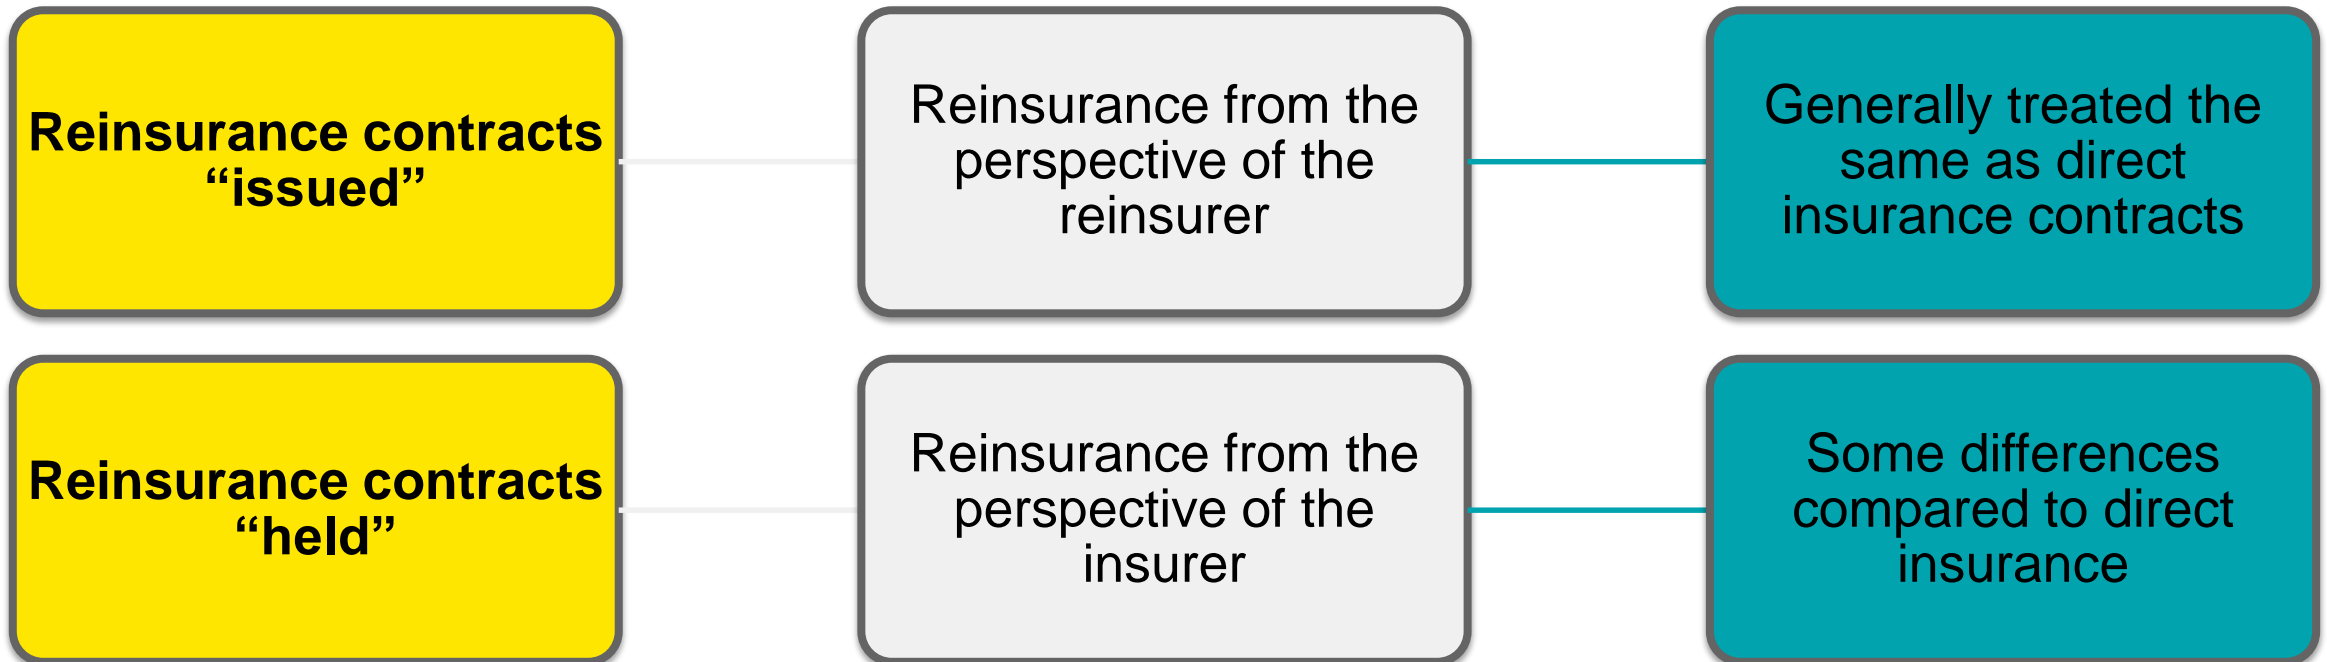 Reinsurance contracts
“issued”
Reinsurance from the
perspective of the
reinsurer
Generally treated the
same as direct
insurance contracts
Reinsurance contracts
“held”
Reinsurance from the
perspective of the
insurer
Some differences
compared to direct
insurance